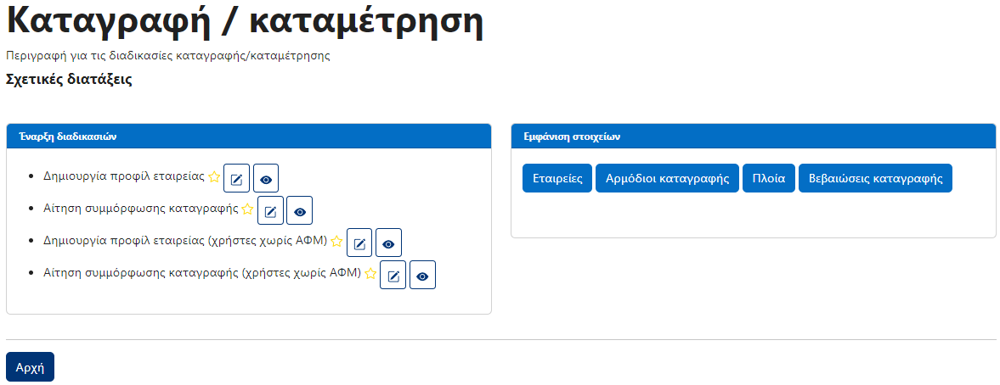 Καταγραφή / καταμέτρηση
Περιγραφή για τις διαδικασίες καταγραφής/καταμέτρησης
Σχετικές διατάξεις
Έναρξη διαδικασιών
Δημιουργία προφίλ εταιρείας
Αίτηση συμμόρφωσης καταγραφής
Δημιουργία προφίλ εταιρείας (χρήστες χωρίς ΑΦΜ)
Αίτηση συμμόρφωσης καταγραφής (χρήστες χωρίς ΑΦΜ)
Εμφάνιση στοιχείων
Εταιρείες Αρμόδιοι καταγραφής Πλοία Βεβαιώσεις καταγραφής
Αρχή